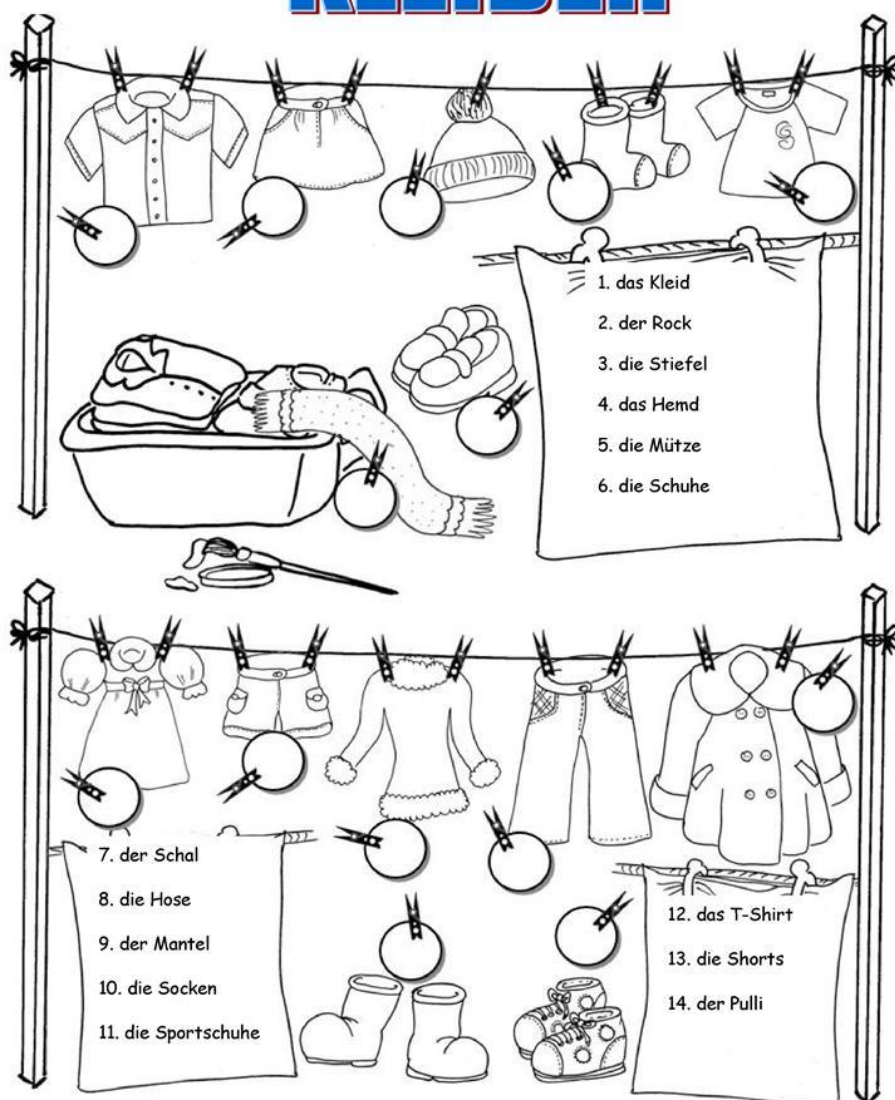 KLEIDER
1. das Kleid
2. der Rock
3. die Stiefel
4. das Hemd
5. die Mütze
6. die Schuhe
7. der Schal
8. die Hose
9. der Mantel
10. die Socken
11. die Sportschuhe
12. das T-Shirt
13. die Shorts
14. der Pulli